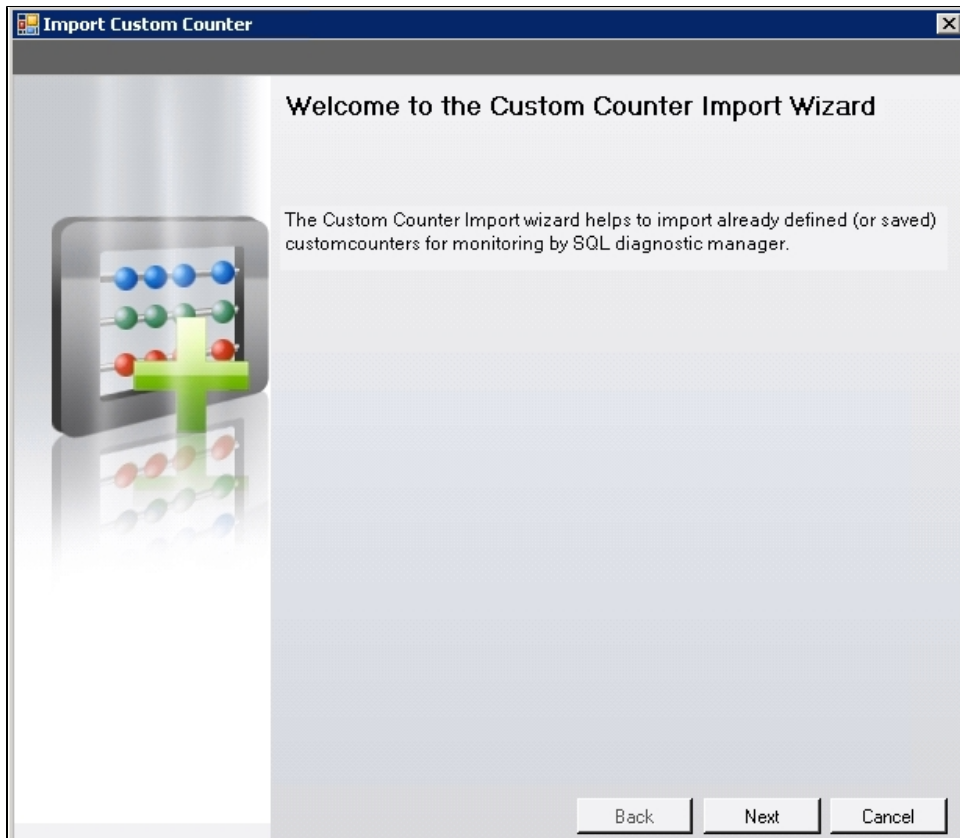 Import Custom Counter
Welcome to the Custom Counter Import Wizard
The Custom Counter Import wizard helps to import already defined (or saved)
customcounters for monitoring by SQL diagnostic manager.
Back Next Cancel